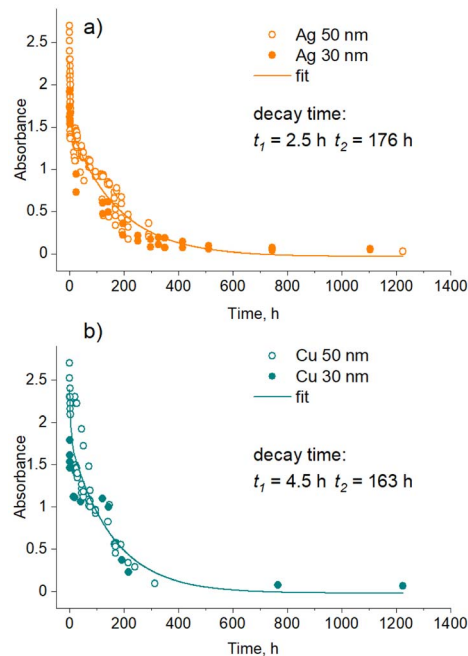 a)
Ag 50 nm
Ag 30 nm
fit
decay time:
t₁ = 2.5 h t₂ = 176 h
Absorbance
2.5
2
1.5
1
0.5
0
0 200 400 600 800 1000 1200 1400
Time, h
b)
Cu 50 nm
Cu 30 nm
fit
decay time:
t₁ = 4.5 h t₂ = 163 h
Absorbance
2.5
2
1.5
1
0.5
0
0 200 400 600 800 1000 1200 1400
Time, h